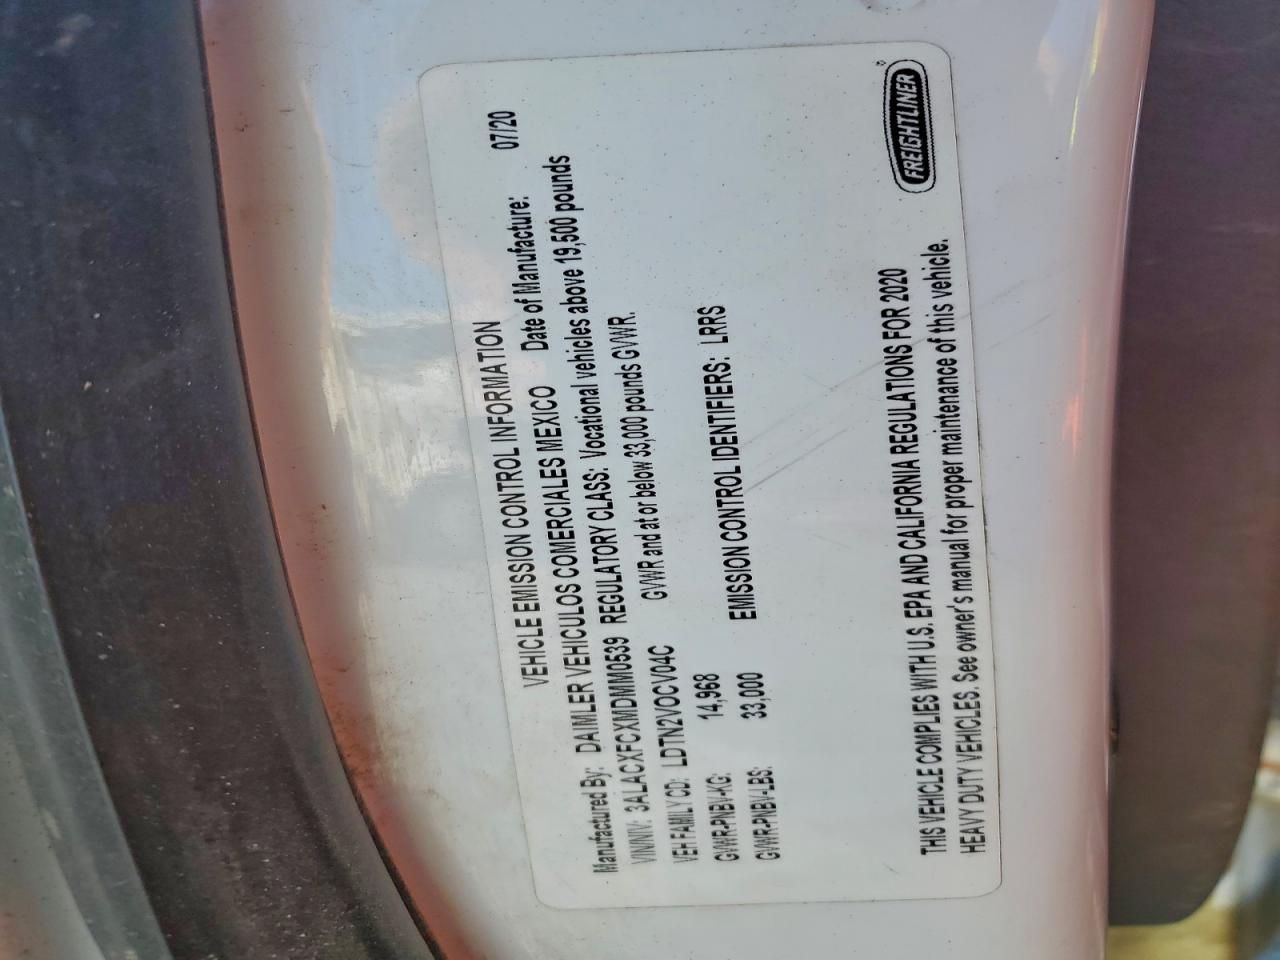 VEHICLE EMISSION CONTROL INFORMATION
Manufactured By: DAIMLER VEHICULOS COMERCIALES MEXICO Date of Manufacture: 07/20
VIN/NIV: 3ALACXFCXMDMM0539 REGULATORY CLASS: Vocational vehicles above 19,500 pounds
VEH FAMILY CD: LDTN2VOCV04C GVWR and at or below 33,000 pounds GVWR.
GVWR-PNBV-KG: 14,968
GVWR-PNBV-LBS: 33,000 EMISSION CONTROL IDENTIFIERS: LRRS
THIS VEHICLE COMPLIES WITH U.S. EPA AND CALIFORNIA REGULATIONS FOR 2020
HEAVY DUTY VEHICLES. See owner's manual for proper maintenance of this vehicle.
FREIGHTLINER